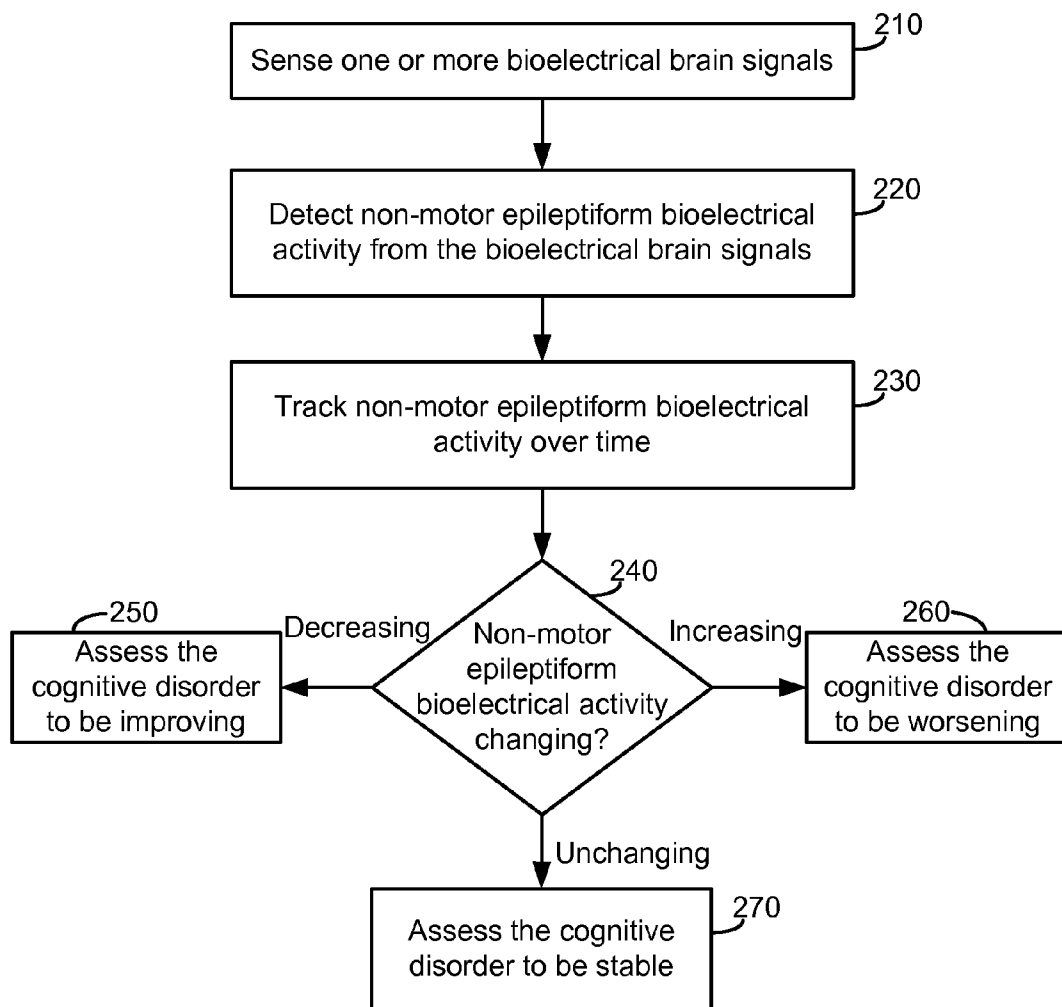 210
Sense one or more bioelectrical brain signals
220
Detect non-motor epileptiform bioelectrical
activity from the bioelectrical brain signals
230
Track non-motor epileptiform bioelectrical
activity over time
240
Non-motor
epileptiform
bioelectrical activity
changing?
Decreasing
250
Assess the
cognitive disorder
to be improving
Increasing
260
Assess the
cognitive disorder
to be worsening
Unchanging
270
Assess the cognitive
disorder to be stable